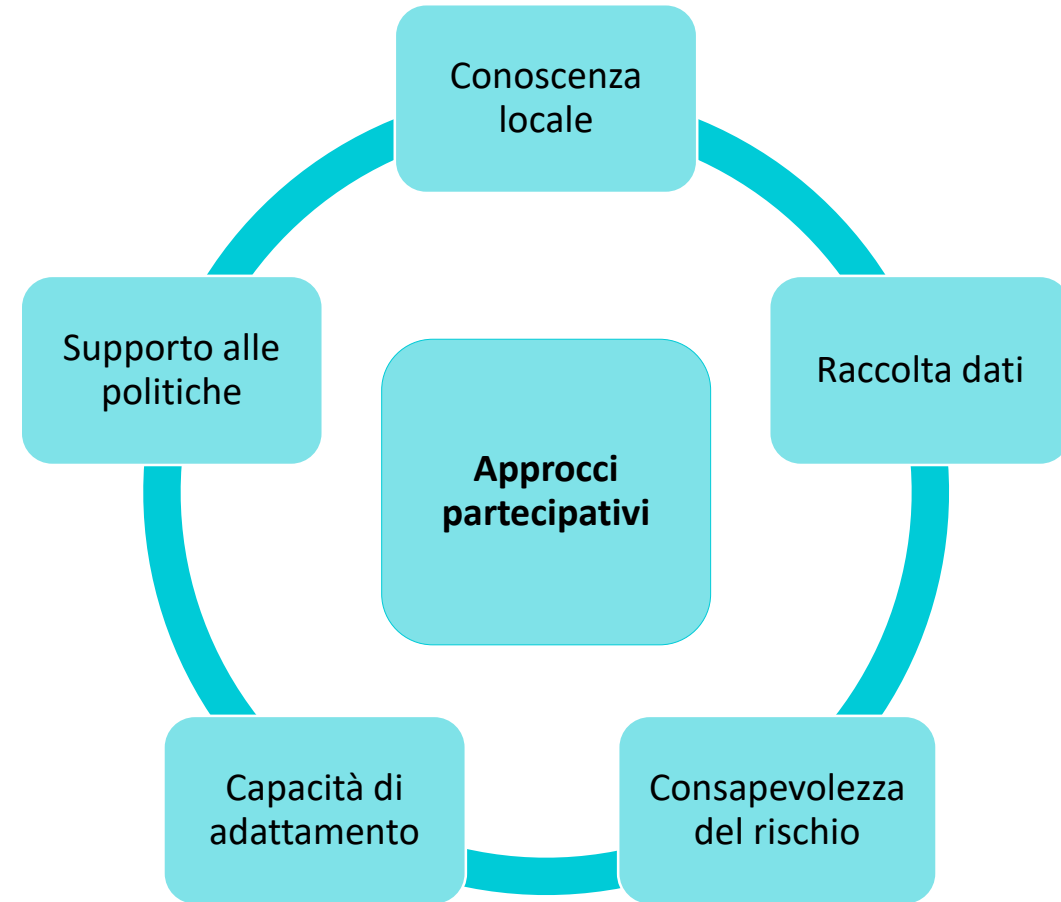 Conoscenza
locale
Raccolta dati
Consapevolezza
del rischio
Capacità di
adattamento
Supporto alle
politiche
Approcci
partecipativi